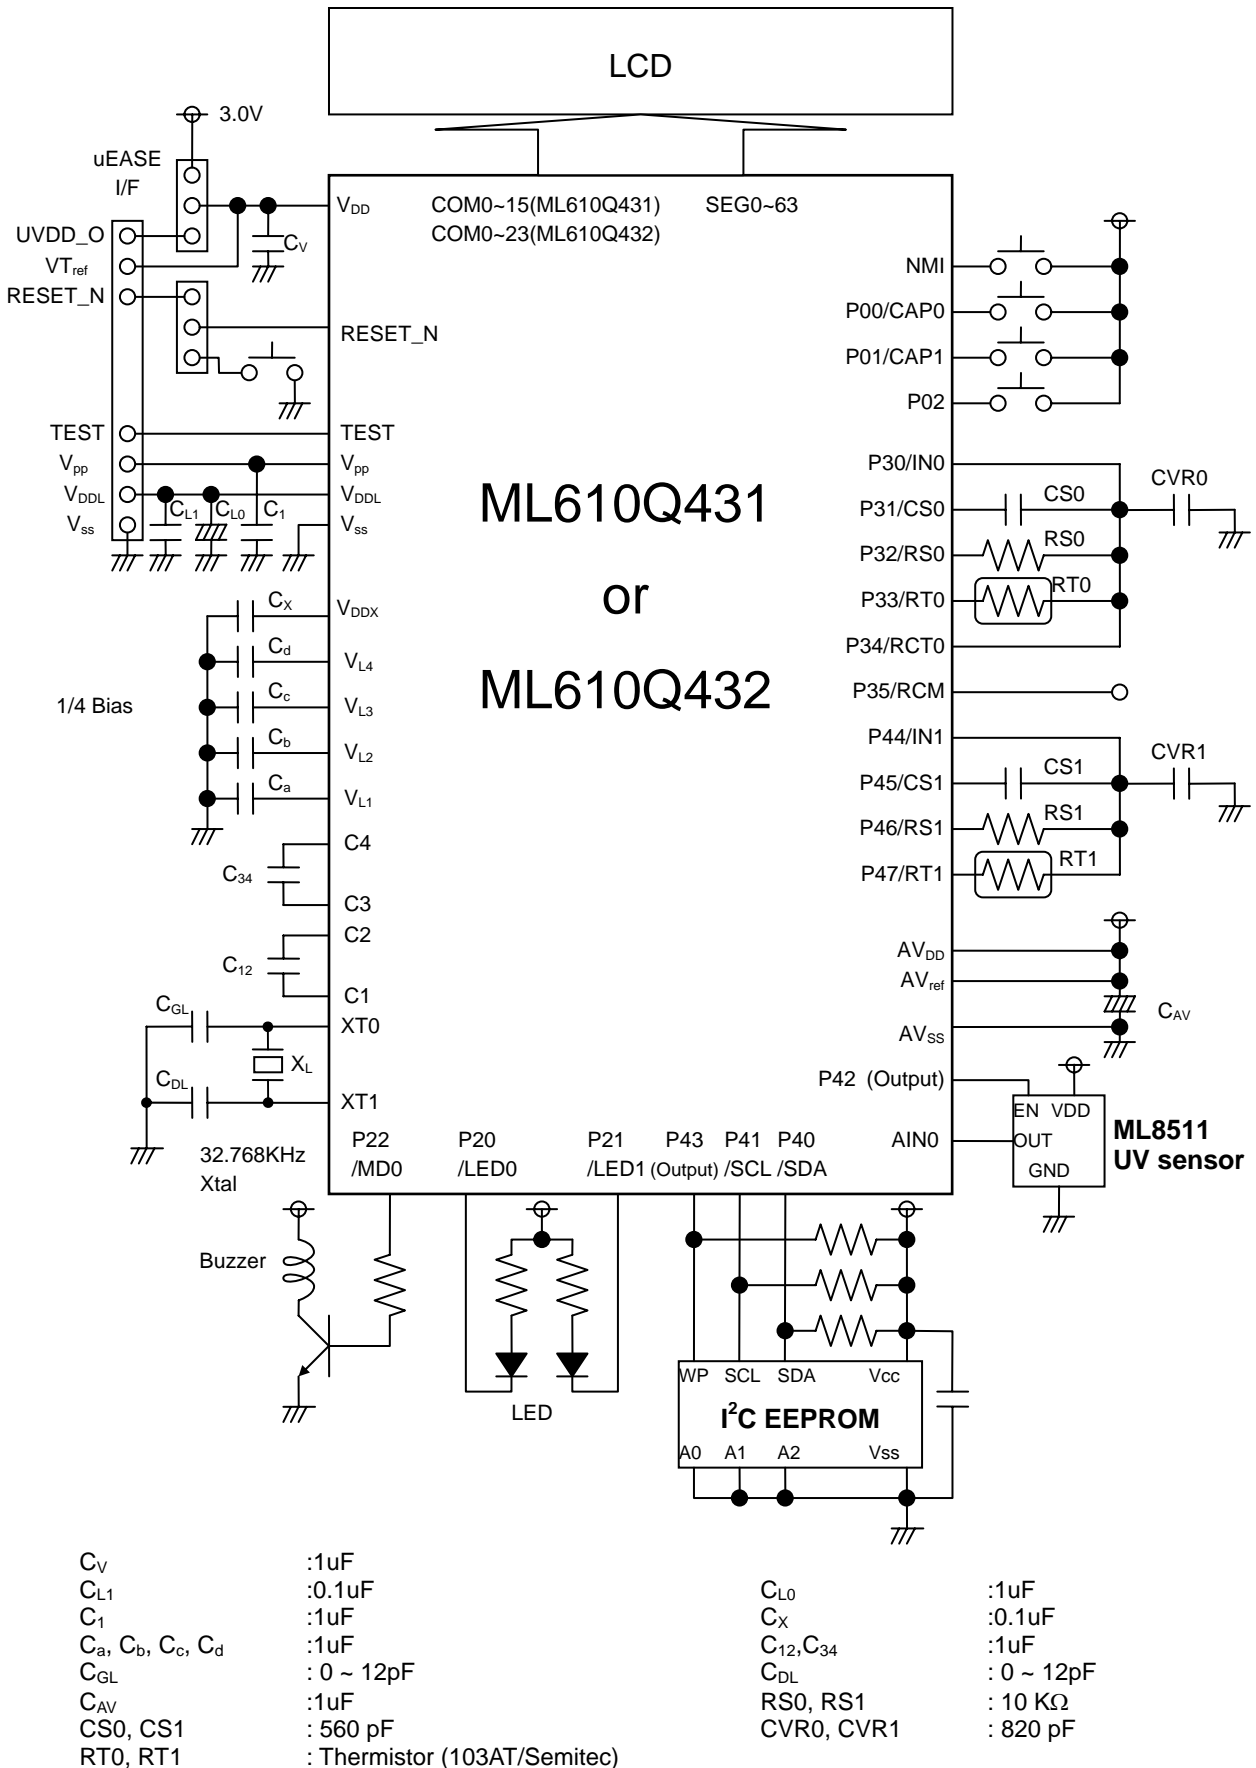 LCD
3.0V
uEASE
I/F
UVDD_O
VTref
RESET_N
TEST
Vpp
VDDL
Vss
CV
CL1
CL0
C1
VDD
COM0~15(ML610Q431)
COM0~23(ML610Q432)
SEG0~63
RESET_N
TEST
Vpp
VDDL
Vss
ML610Q431
or
ML610Q432
NMI
P00/CAP0
P01/CAP1
P02
P30/IN0
P31/CS0
CS0
CVR0
P32/RS0
RS0
P33/RT0
RT0
P34/RCT0
P35/RCM
P44/IN1
P45/CS1
CS1
CVR1
P46/RS1
RS1
P47/RT1
RT1
AVDD
AVref
CAV
AVSS
1/4 Bias
CX
VDDX
Cd
VL4
Cc
VL3
Cb
VL2
Ca
VL1
C4
C34
C3
C2
C12
C1
CGL
XT0
XL
CDL
XT1
32.768KHz
Xtal
P42 (Output)
AIN0
EN VDD
OUT
GND
ML8511
UV sensor
P22
/MD0
P20
/LED0
P21
/LED1
P43
(Output)
P41
/SCL
P40
/SDA
Buzzer
LED
WP SCL SDA Vcc
I2C EEPROM
A0 A1 A2 Vss
CV :1uF
CL1 :0.1uF
C1 :1uF
Ca, Cb, Cc, Cd :1uF
CGL : 0 ~ 12pF
CAV :1uF
CS0, CS1 : 560 pF
RT0, RT1 : Thermistor (103AT/Semitec)
CL0 :1uF
CX :0.1uF
C12,C34 :1uF
CDL : 0 ~ 12pF
RS0, RS1 : 10 KΩ
CVR0, CVR1 : 820 pF